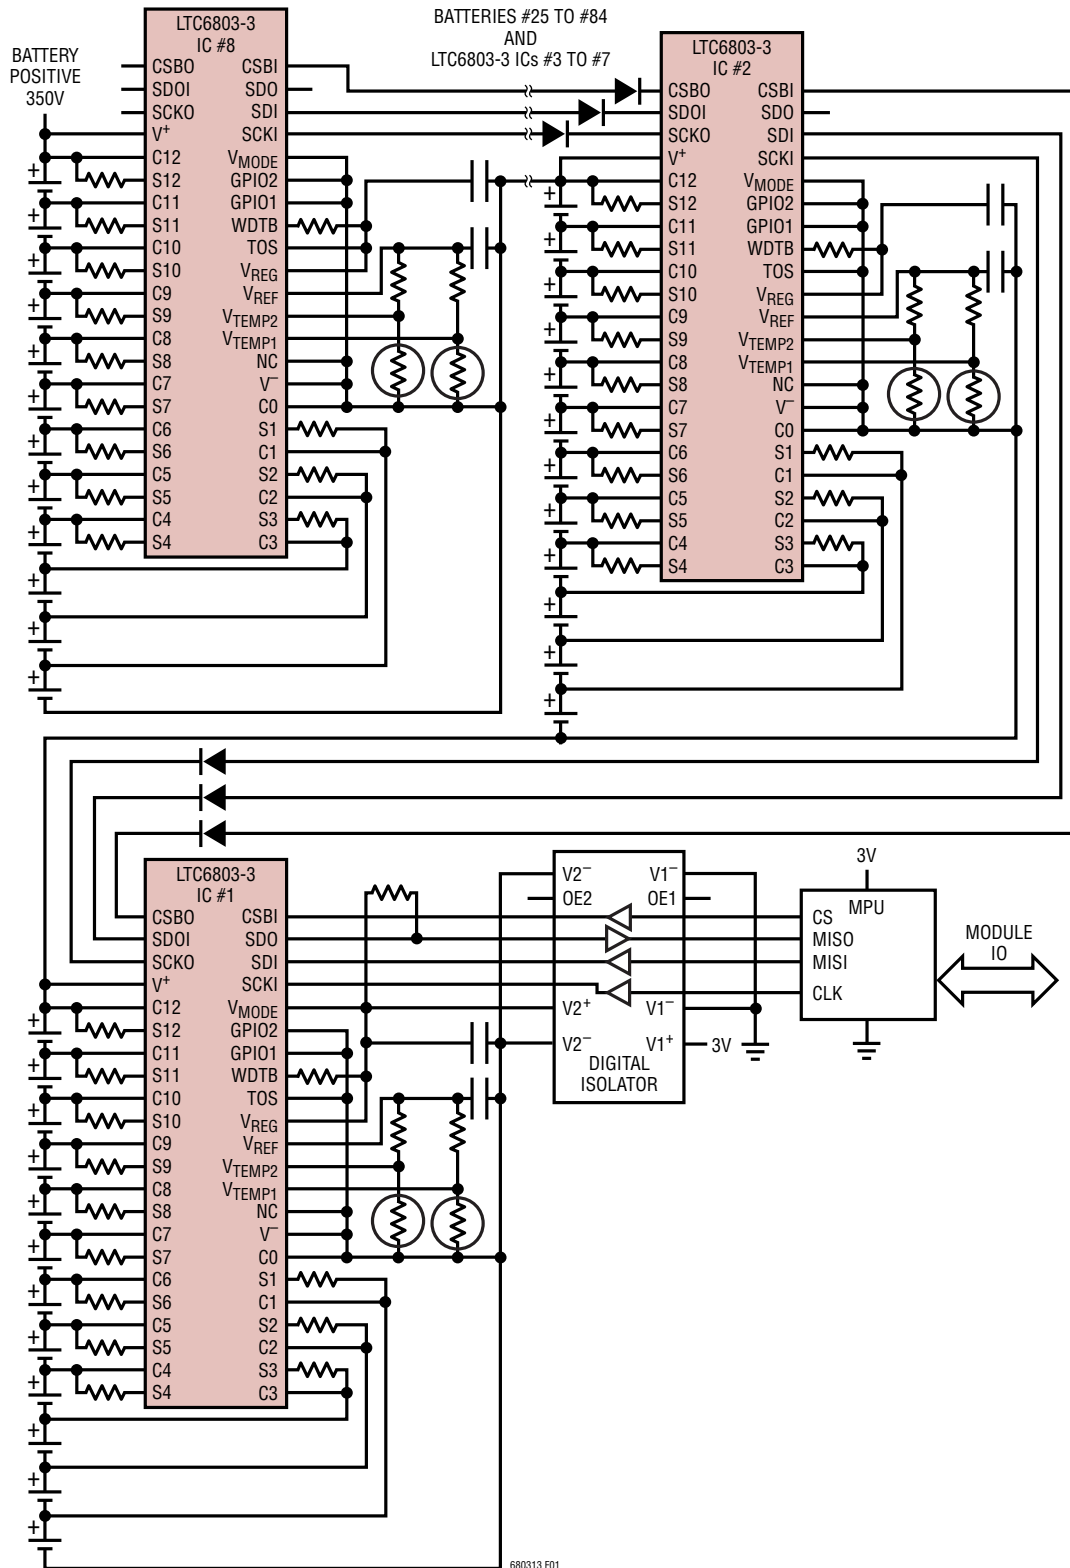 BATTERIES #25 TO #84
AND
LTC6803-3 ICs #3 TO #7
BATTERY
POSITIVE
350V
LTC6803-3
IC #8
CSBO
SDOI
SCKO
V+
C12
S12
C11
S11
C10
S10
C9
S9
C8
S8
C7
S7
C6
S6
C5
S5
C4
S4
CSBI
SDO
SDI
SCKI
VMODE
GPIO2
GPIO1
WDTB
TOS
VREG
VREF
VTEMP2
VTEMP1
NC
V–
C0
S1
C1
S2
C2
S3
C3
+
+
+
+
+
+
+
+
+
+
+
+
LTC6803-3
IC #2
CSBO
SDOI
SCKO
V+
C12
S12
C11
S11
C10
S10
C9
S9
C8
S8
C7
S7
C6
S6
C5
S5
C4
S4
CSBI
SDO
SDI
SCKI
VMODE
GPIO2
GPIO1
WDTB
TOS
VREG
VREF
VTEMP2
VTEMP1
NC
V–
C0
S1
C1
S2
C2
S3
C3
+
+
+
+
+
+
+
+
+
+
+
+
LTC6803-3
IC #1
CSBO
SDOI
SCKO
V+
C12
S12
C11
S11
C10
S10
C9
S9
C8
S8
C7
S7
C6
S6
C5
S5
C4
S4
CSBI
SDO
SDI
SCKI
VMODE
GPIO2
GPIO1
WDTB
TOS
VREG
VREF
VTEMP2
VTEMP1
NC
V–
C0
S1
C1
S2
C2
S3
C3
+
+
+
+
+
+
+
+
+
+
+
+
V2–
OE2
V2+
V2–
V1–
OE1
V1–
V1+
DIGITAL
ISOLATOR
3V
3V
MPU
CS
MISO
MISI
CLK
MODULE
IO
680313 F01